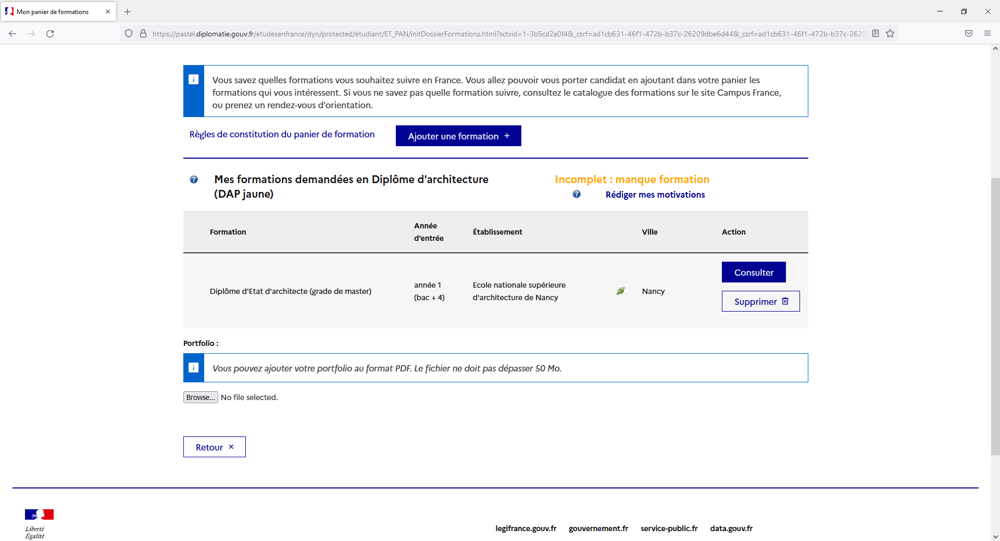 Mon panier de formations
https://pastel.diplomatie.gouv.fr/etudesenfrance/dyn/protected/etudiant/ET_PAN/initDossierFormations.html?sctxid=1-3b5cd2e0f4&_csrf=ad1cb631-46f1-472b-b37c-26209dbe6d44&_csrf=ad1cb631-46f1-472b-b37c-2620
Vous savez quelles formations vous souhaitez suivre en France. Vous allez pouvoir vous porter candidat en ajoutant dans votre panier les
formations qui vous intéressent. Si vous ne savez pas quelle formation suivre, consultez le catalogue des formations sur le site Campus France,
ou prenez un rendez-vous d'orientation.
Règles de constitution du panier de formation
Ajouter une formation +
Mes formations demandées en Diplôme d'architecture
(DAP jaune)
Incomplet : manque formation
Rédiger mes motivations
Formation
Année
d'entrée
Établissement
Ville
Action
Diplôme d'Etat d'architecte (grade de master)
année 1
(bac + 4)
Ecole nationale supérieure
d'architecture de Nancy
Nancy
Consulter
Supprimer
Portfolio :
Vous pouvez ajouter votre portfolio au format PDF. Le fichier ne doit pas dépasser 50 Mo.
Browse... No file selected.
Retour ×
Liberté
Égalité
legifrance.gouv.fr gouvernement.fr service-public.fr data.gouv.fr